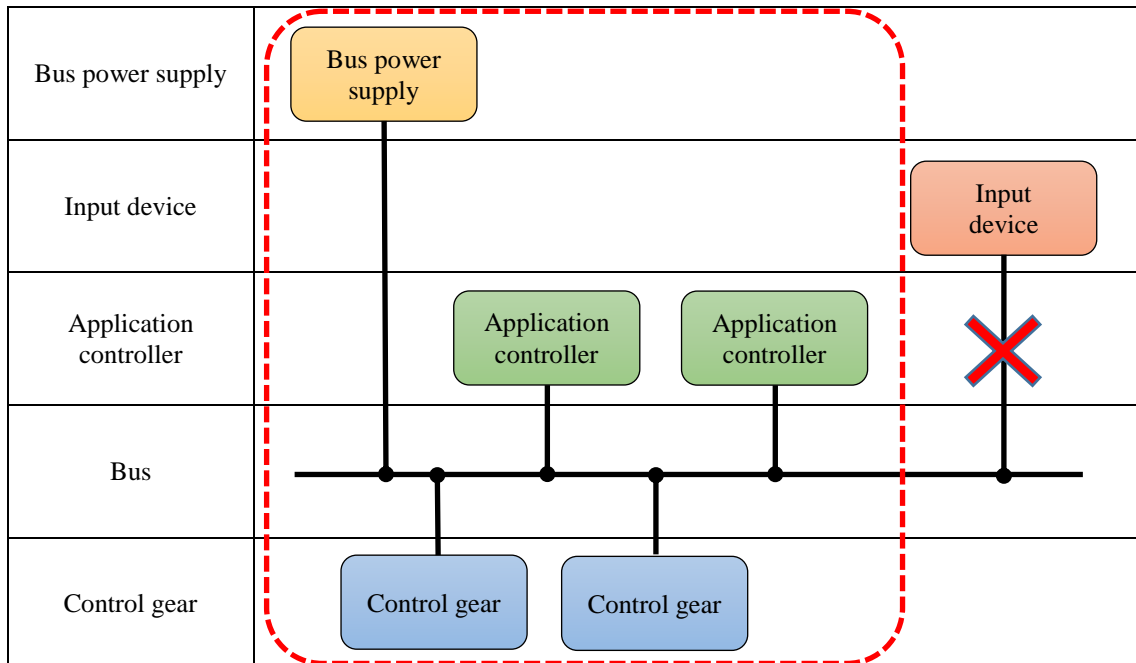 Bus power supply
Bus power
supply
Input device
Input
device
Application
controller
Application
controller
Application
controller
Bus
Control gear
Control gear
Control gear